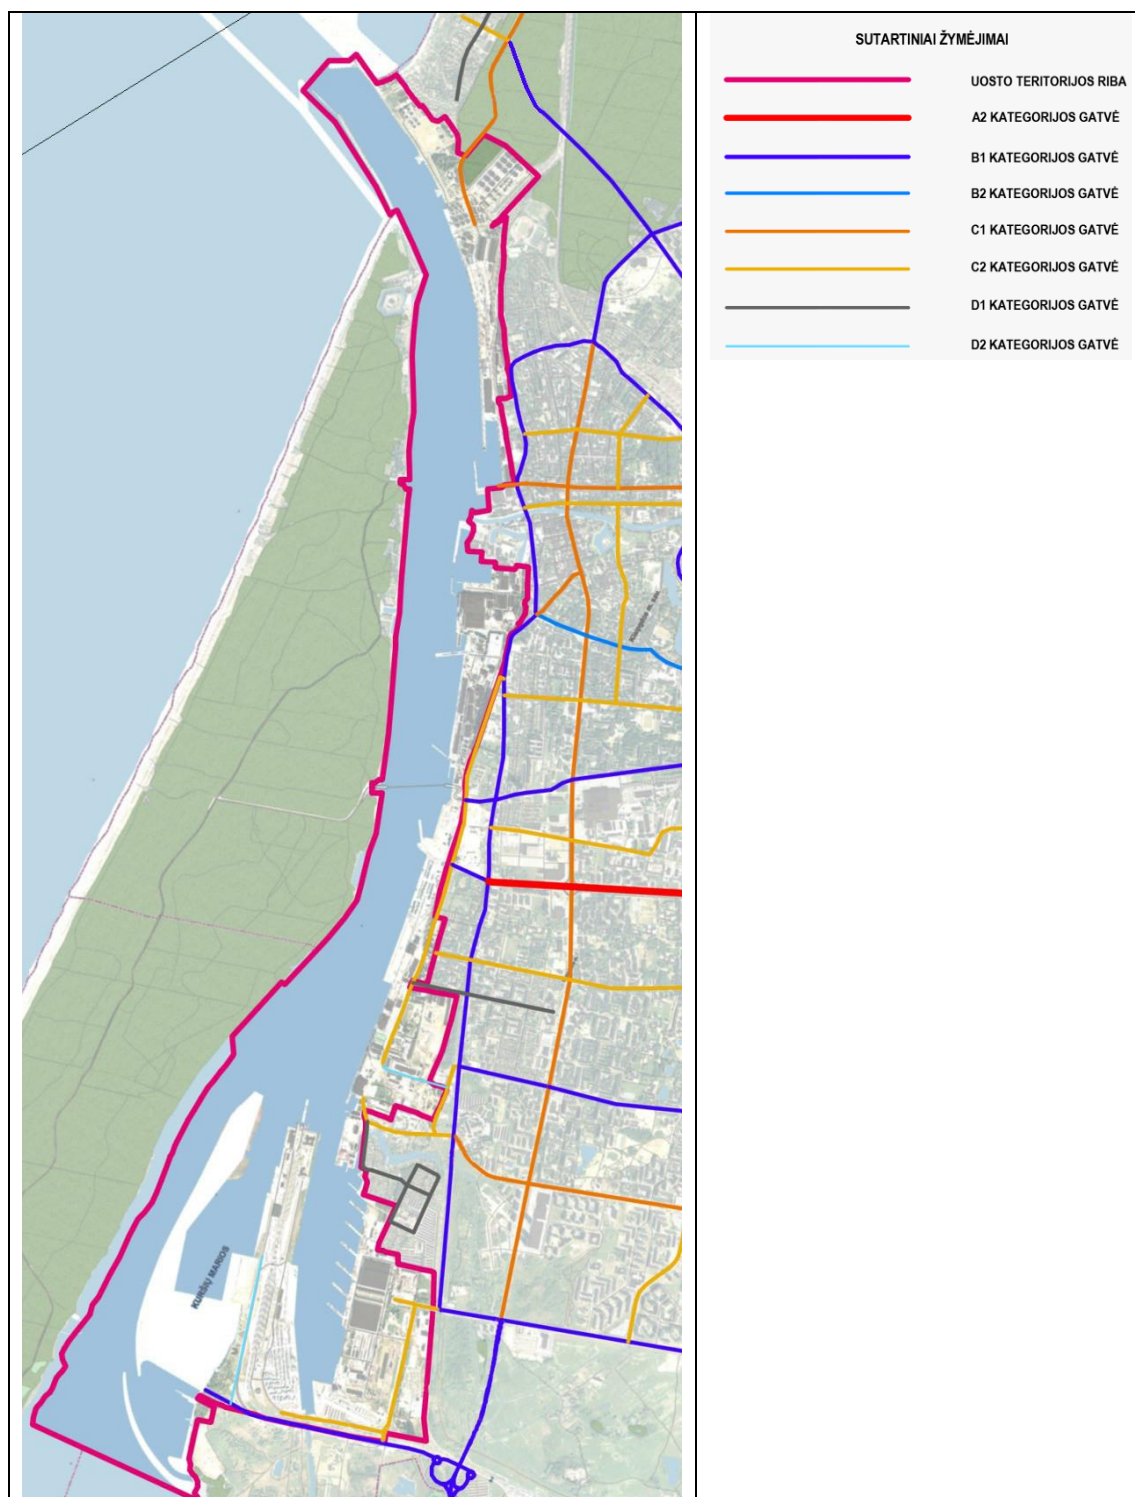 SUTARTINIAI ŽYMĖJIMAI
UOSTO TERITORIJOS RIBA
A2 KATEGORIJOS GATVĖ
B1 KATEGORIJOS GATVĖ
B2 KATEGORIJOS GATVĖ
C1 KATEGORIJOS GATVĖ
C2 KATEGORIJOS GATVĖ
D1 KATEGORIJOS GATVĖ
D2 KATEGORIJOS GATVĖ
KURŠIŲ MARIOS